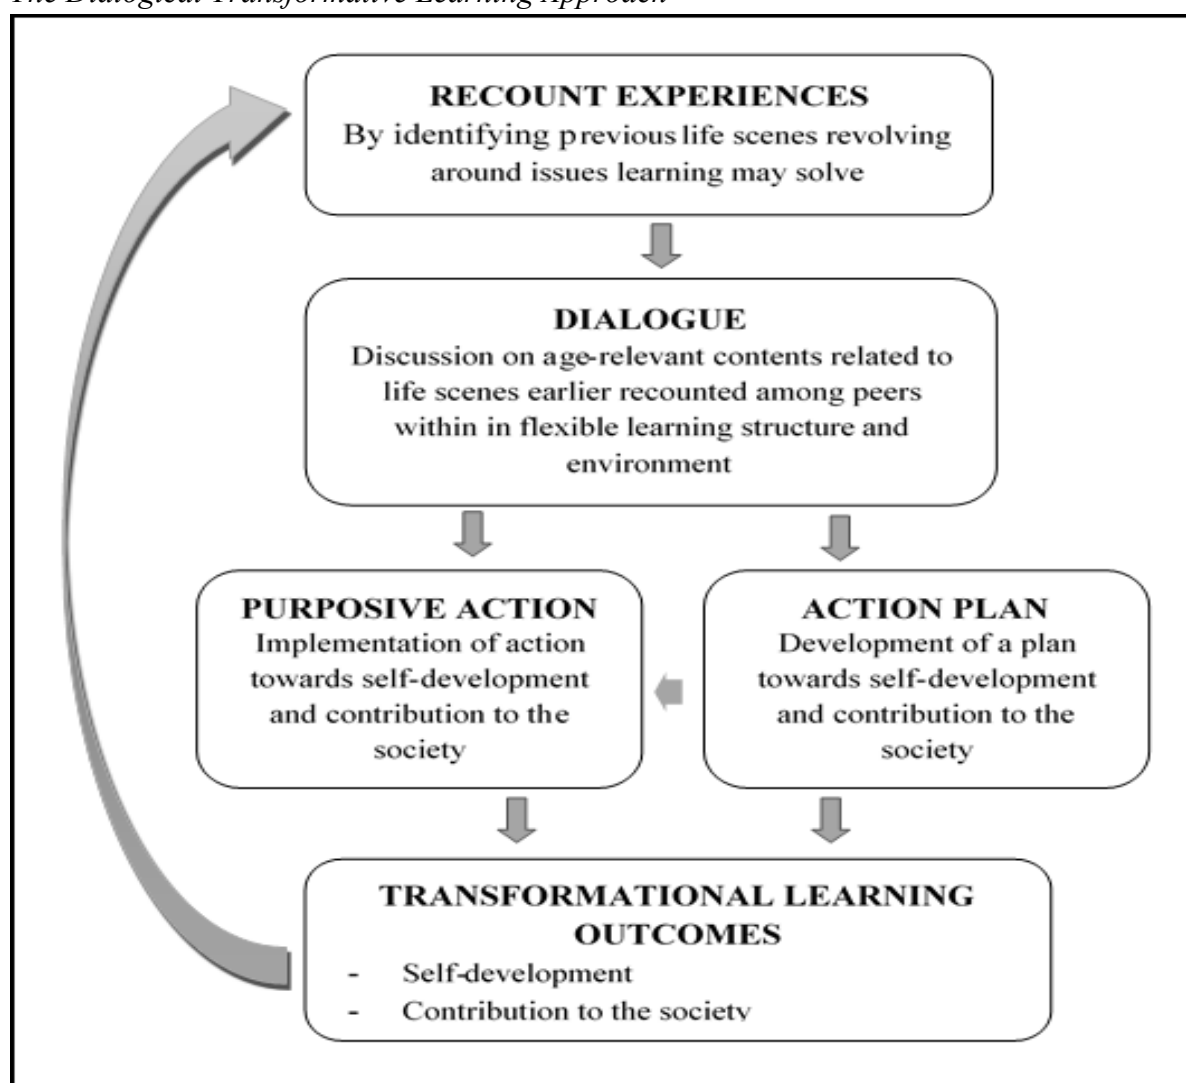 The Dialogical Transformative Learning Approach
RECOUNT EXPERIENCES
By identifying previous life scenes revolving
around issues learning may solve
DIALOGUE
Discussion on age-relevant contents related to
life scenes earlier recounted among peers
within in flexible learning structure and
environment
PURPOSIVE ACTION
Implementation of action
towards self-development
and contribution to the
society
ACTION PLAN
Development of a plan
towards self-development
and contribution to the
society
TRANSFORMATIONAL LEARNING
OUTCOMES
- Self-development
- Contribution to the society